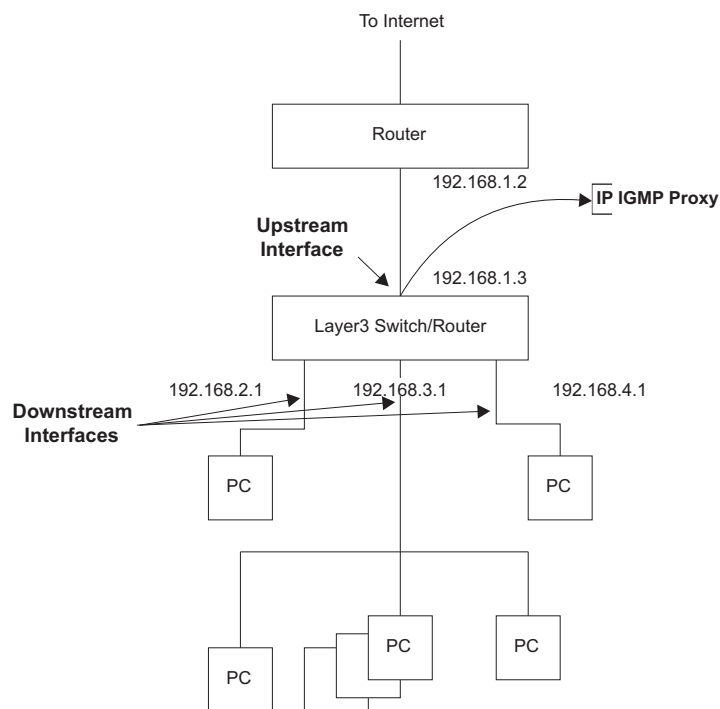 To Internet
Router
192.168.1.2
IP IGMP Proxy
Upstream
Interface
192.168.1.3
Layer3 Switch/Router
192.168.2.1
192.168.3.1
192.168.4.1
Downstream
Interfaces
PC
PC
PC
PC
PC